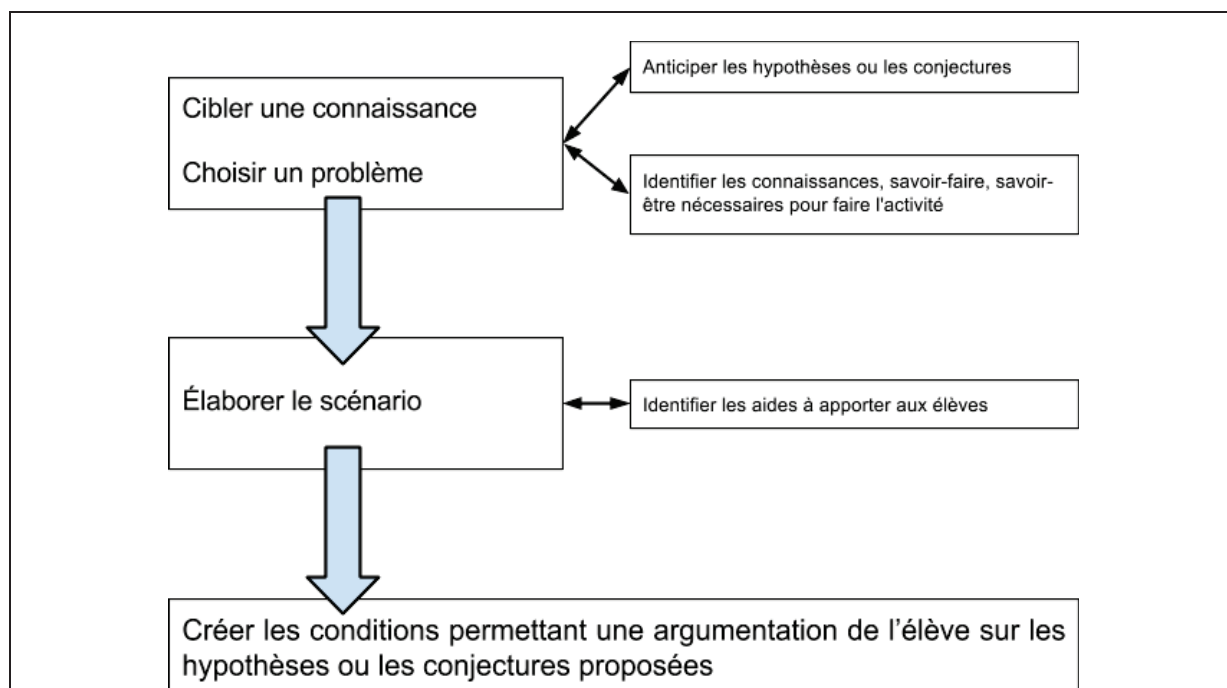 Cibler une connaissance
Choisir un problème
Anticiper les hypothèses ou les conjectures
Identifier les connaissances, savoir-faire, savoir-
être nécessaires pour faire l'activité
Élaborer le scénario
Identifier les aides à apporter aux élèves
Créer les conditions permettant une argumentation de l’élève sur les
hypothèses ou les conjectures proposées